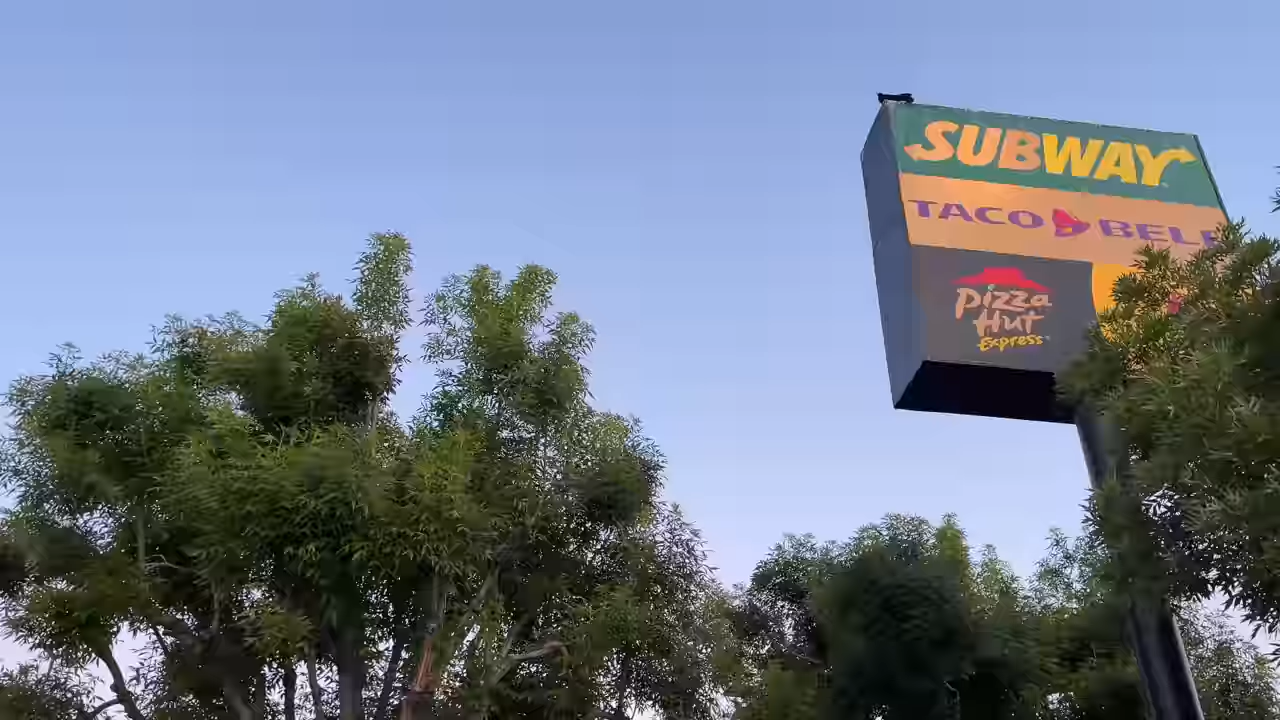 SUBWAY
TACO BELL
Pizza
Hut
Express